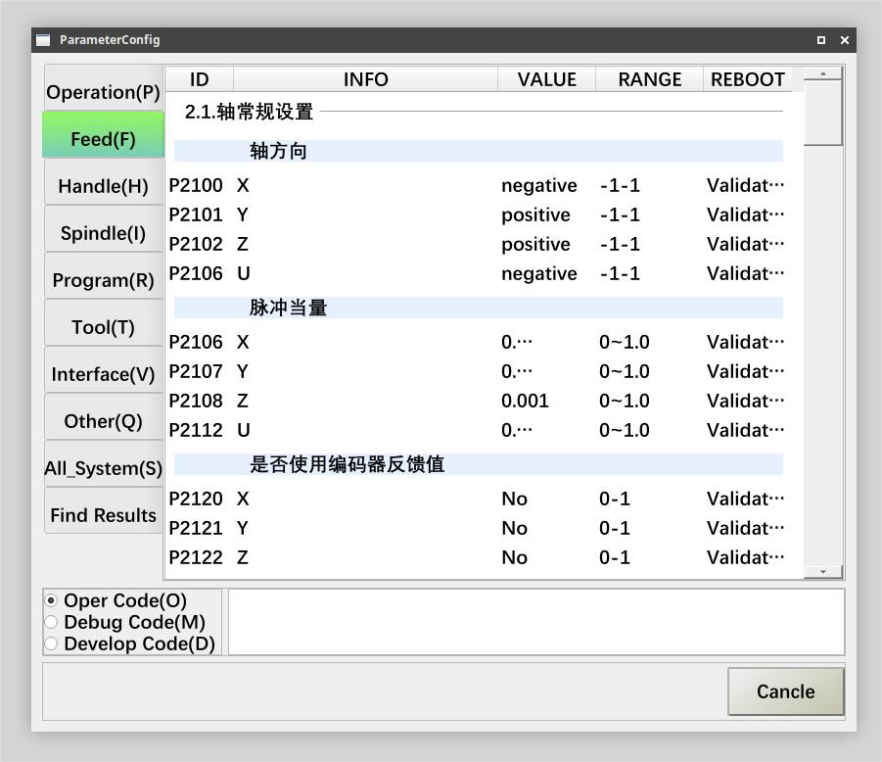 ParameterConfig
ID INFO VALUE RANGE REBOOT
Operation(P)
Feed(F)
Handle(H)
Spindle(I)
Program(R)
Tool(T)
Interface(V)
Other(Q)
All_System(S)
Find Results
2.1.轴常规设置
轴方向
P2100 X negative -1-1 Validat···
P2101 Y positive -1-1 Validat···
P2102 Z positive -1-1 Validat···
P2106 U negative -1-1 Validat···
脉冲当量
P2106 X 0.··· 0~1.0 Validat···
P2107 Y 0.··· 0~1.0 Validat···
P2108 Z 0.001 0~1.0 Validat···
P2112 U 0.··· 0~1.0 Validat···
是否使用编码器反馈值
P2120 X No 0-1 Validat···
P2121 Y No 0-1 Validat···
P2122 Z No 0-1 Validat···
Oper Code(O)
Debug Code(M)
Develop Code(D)
Cancle